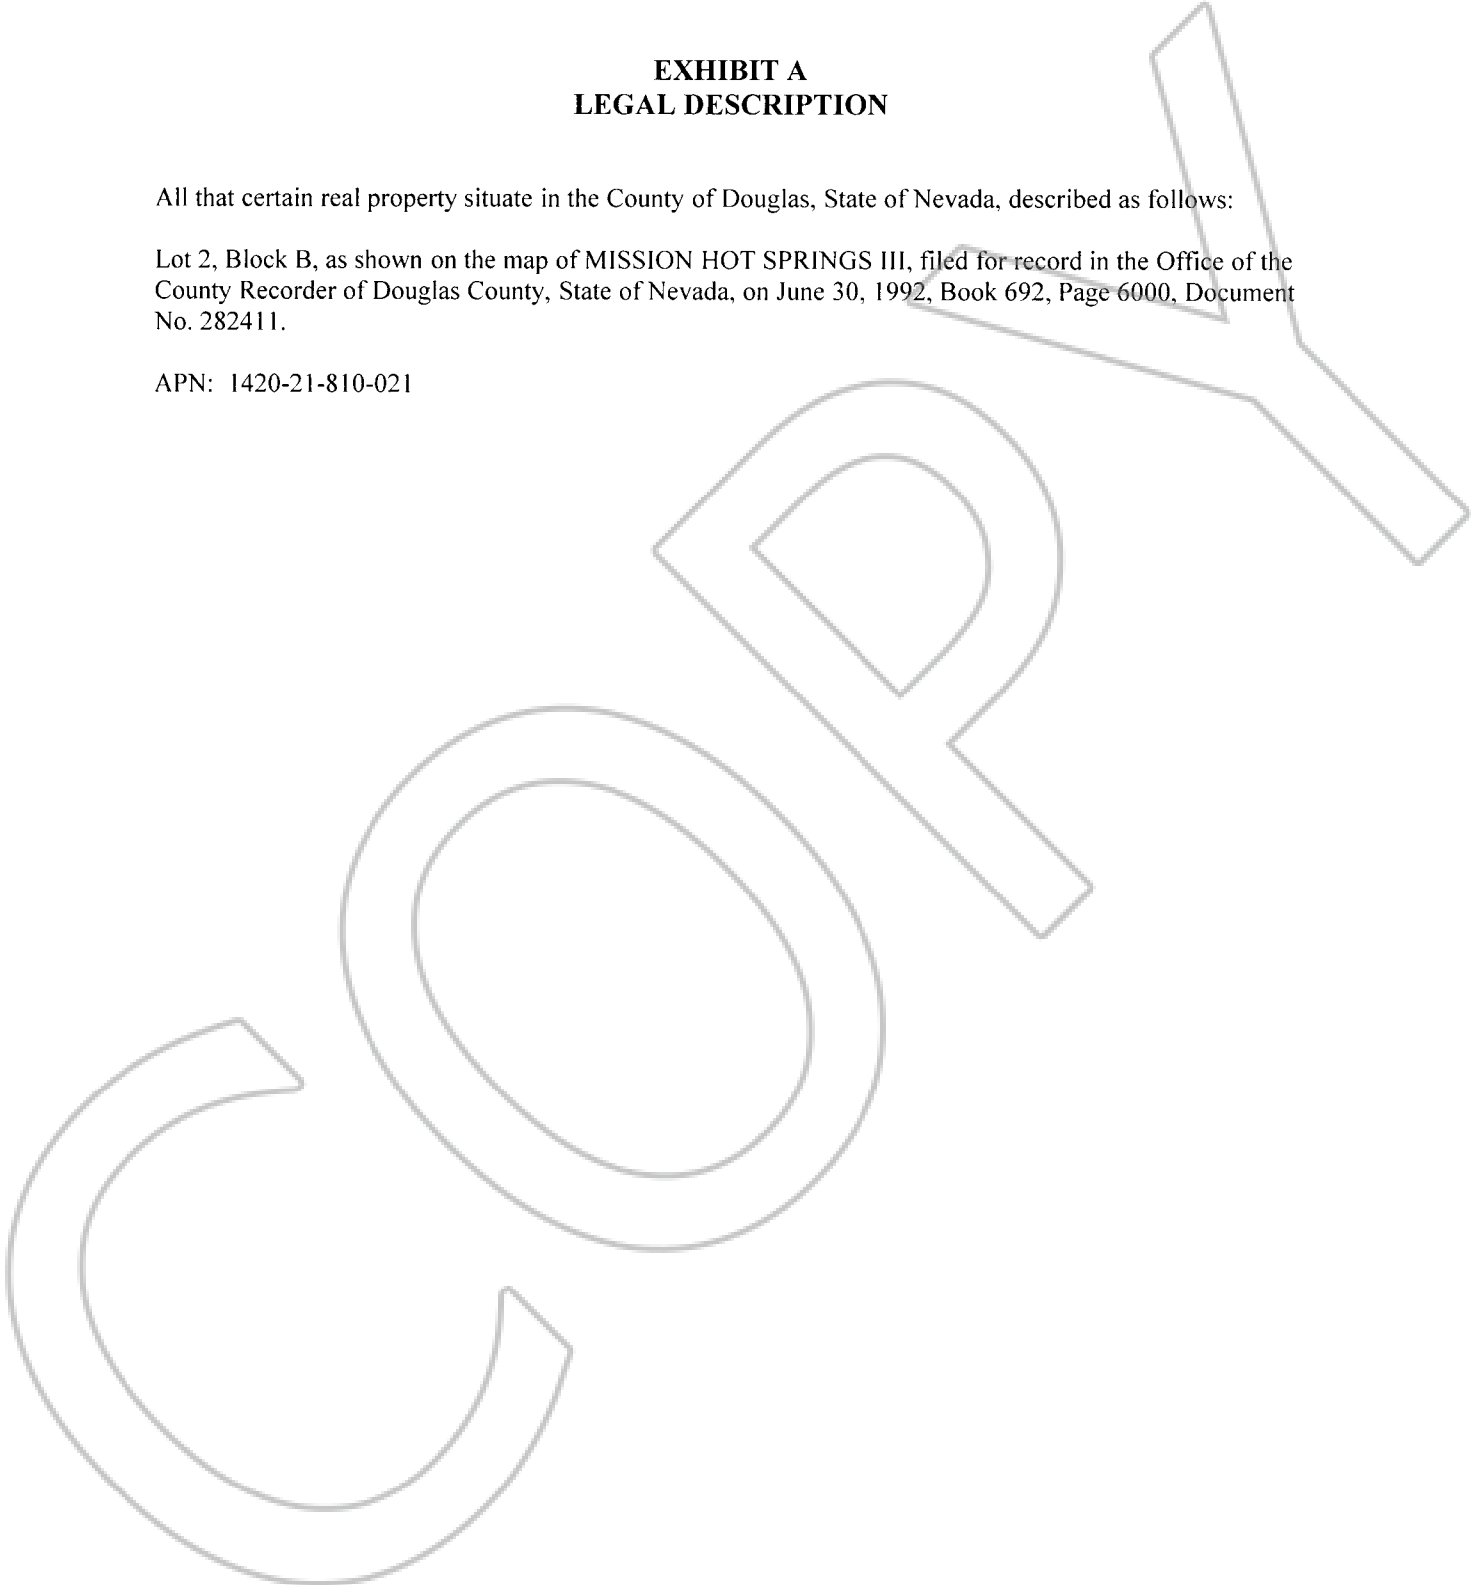 EXHIBIT A
LEGAL DESCRIPTION
All that certain real property situate in the County of Douglas, State of Nevada, described as follows:
Lot 2, Block B, as shown on the map of MISSION HOT SPRINGS III, filed for record in the Office of the
County Recorder of Douglas County, State of Nevada, on June 30, 1992, Book 692, Page 6000, Document
No. 282411.
APN: 1420-21-810-021
COPY